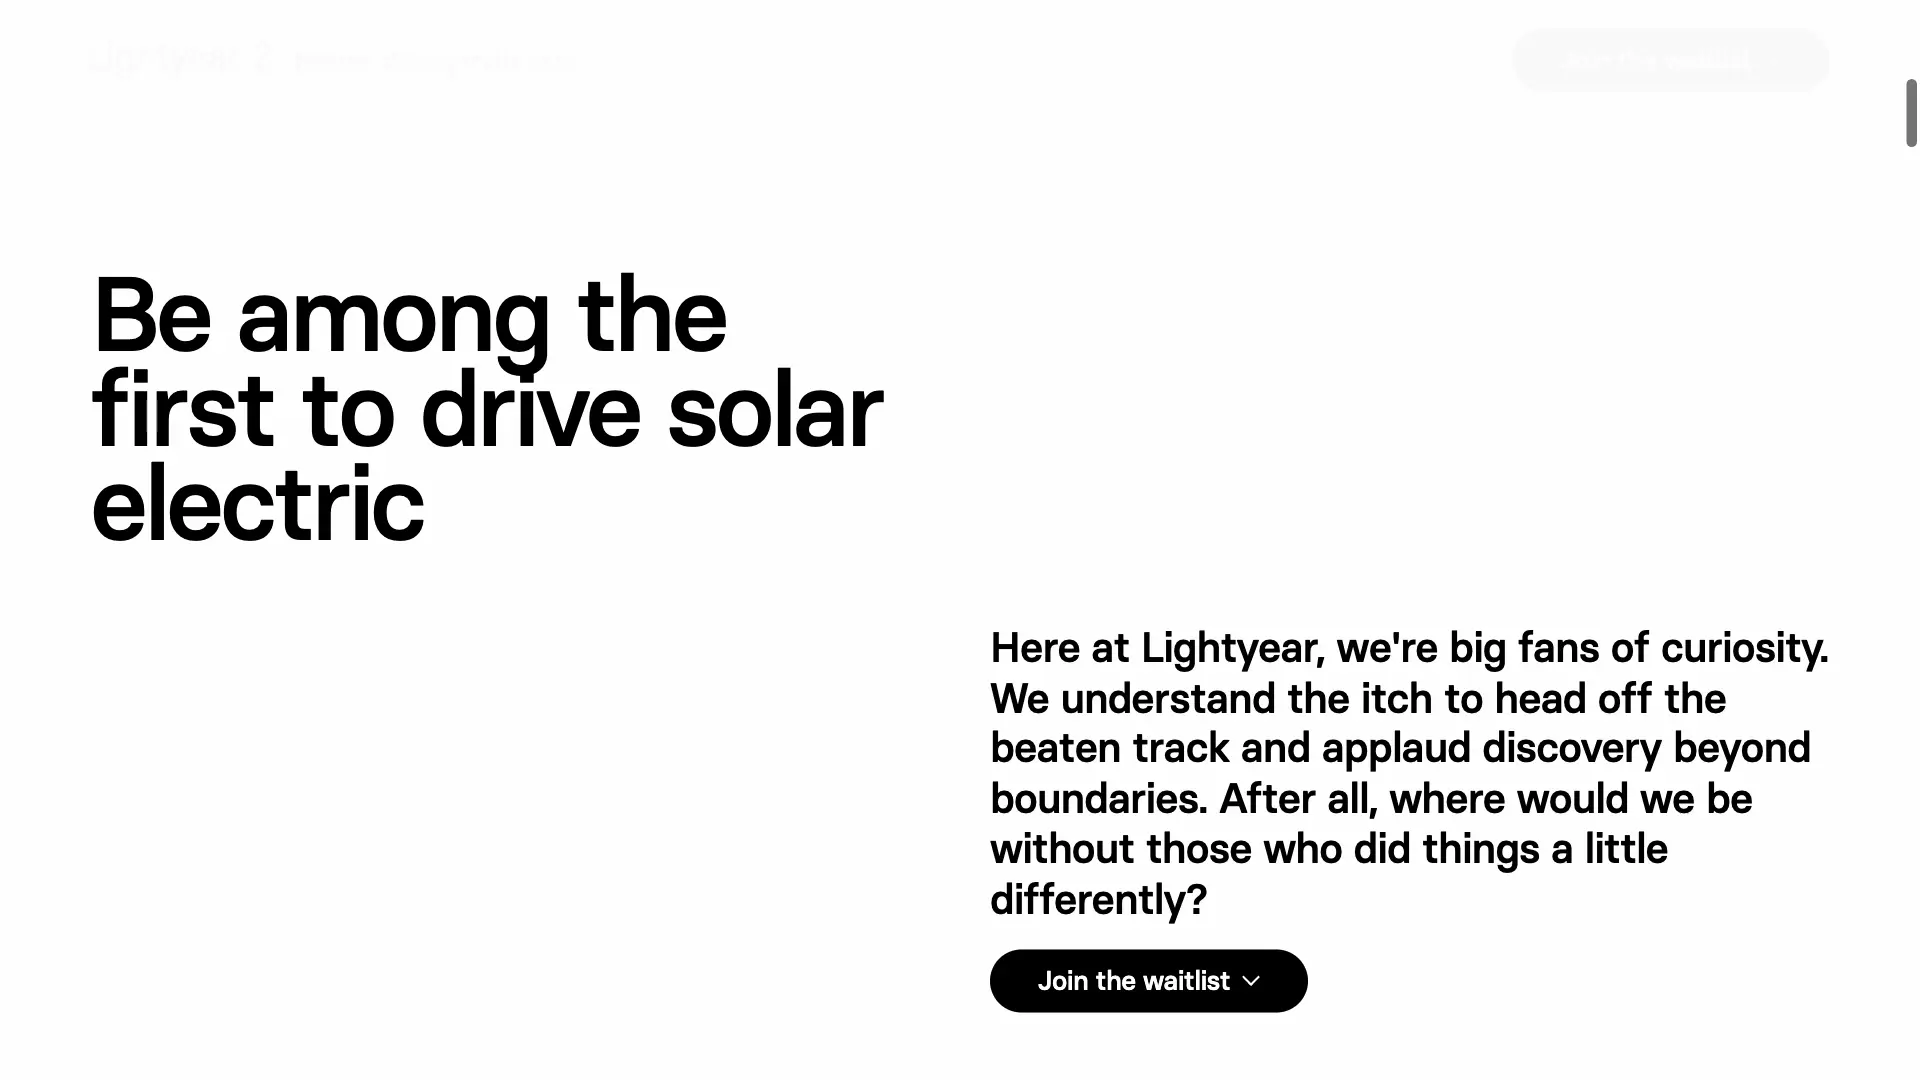 Lightyear 2
Be among the
first to drive solar
electric
Here at Lightyear, we're big fans of curiosity.
We understand the itch to head off the
beaten track and applaud discovery beyond
boundaries. After all, where would we be
without those who did things a little
differently?
Join the waitlist